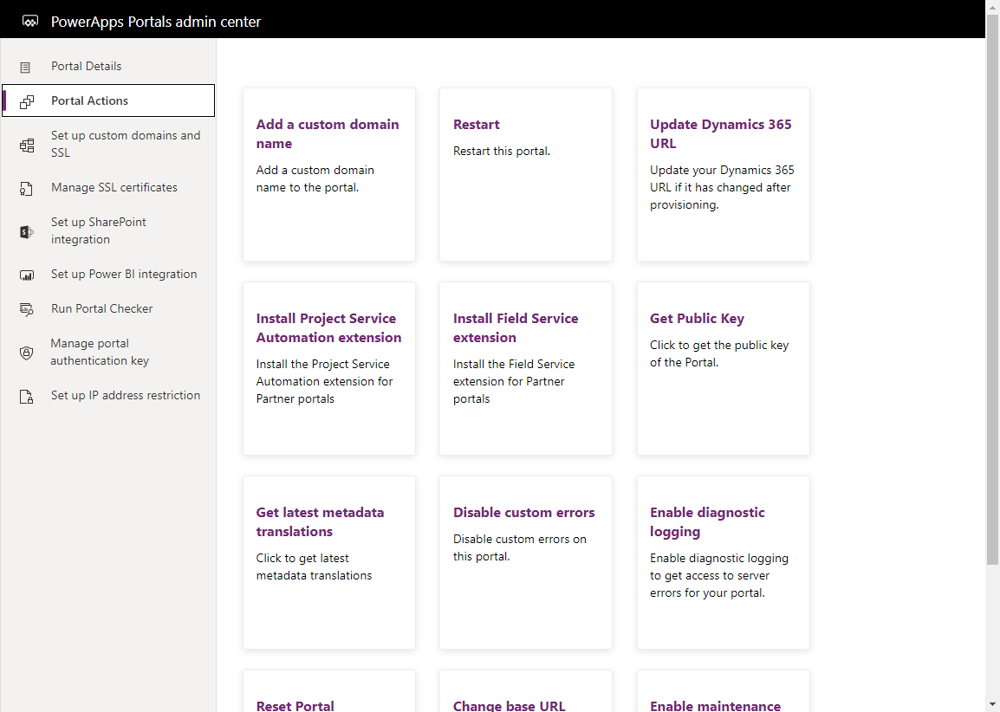 PowerApps Portals admin center
Portal Details
Portal Actions
Set up custom domains and
SSL
Manage SSL certificates
Set up SharePoint
integration
Set up Power BI integration
Run Portal Checker
Manage portal
authentication key
Set up IP address restriction
Add a custom domain
name
Add a custom domain
name to the portal.
Restart
Restart this portal.
Update Dynamics 365
URL
Update your Dynamics 365
URL if it has changed after
provisioning.
Install Project Service
Automation extension
Install the Project Service
Automation extension for
Partner portals
Install Field Service
extension
Install the Field Service
extension for Partner
portals
Get Public Key
Click to get the public key
of the Portal.
Get latest metadata
translations
Click to get latest
metadata translations
Disable custom errors
Disable custom errors on
this portal.
Enable diagnostic
logging
Enable diagnostic logging
to get access to server
errors for your portal.
Reset Portal
Change base URL
Enable maintenance